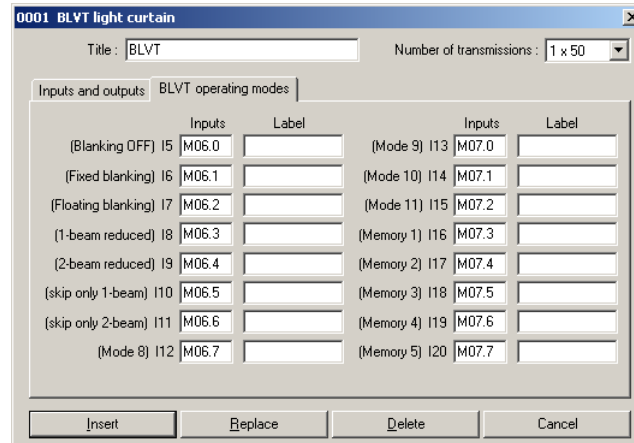 0001 BLVT light curtain
Title : BLVT Number of transmissions : 1 x 50
Inputs and outputs BLVT operating modes
Inputs Label Inputs Label
(Blanking OFF) I5 M06.0 (Mode 9) I13 M07.0
(Fixed blanking) I6 M06.1 (Mode 10) I14 M07.1
(Floating blanking) I7 M06.2 (Mode 11) I15 M07.2
(1-beam reduced) I8 M06.3 (Memory 1) I16 M07.3
(2-beam reduced) I9 M06.4 (Memory 2) I17 M07.4
(skip only 1-beam) I10 M06.5 (Memory 3) I18 M07.5
(skip only 2-beam) I11 M06.6 (Memory 4) I19 M07.6
(Mode 8) I12 M06.7 (Memory 5) I20 M07.7
Insert Replace Delete Cancel